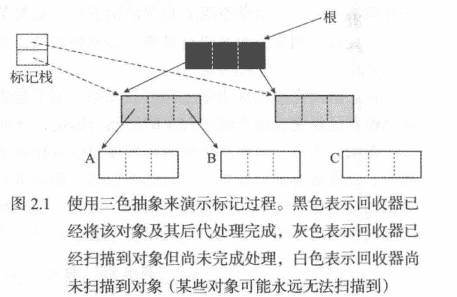 根
标记栈
A
B
C
图 2.1 使用三色抽象来演示标记过程。黑色表示回收器已
经将该对象及其后代处理完成，灰色表示回收器已
经扫描到对象但尚未完成处理，白色表示回收器尚
未扫描到对象（某些对象可能永远无法扫描到）